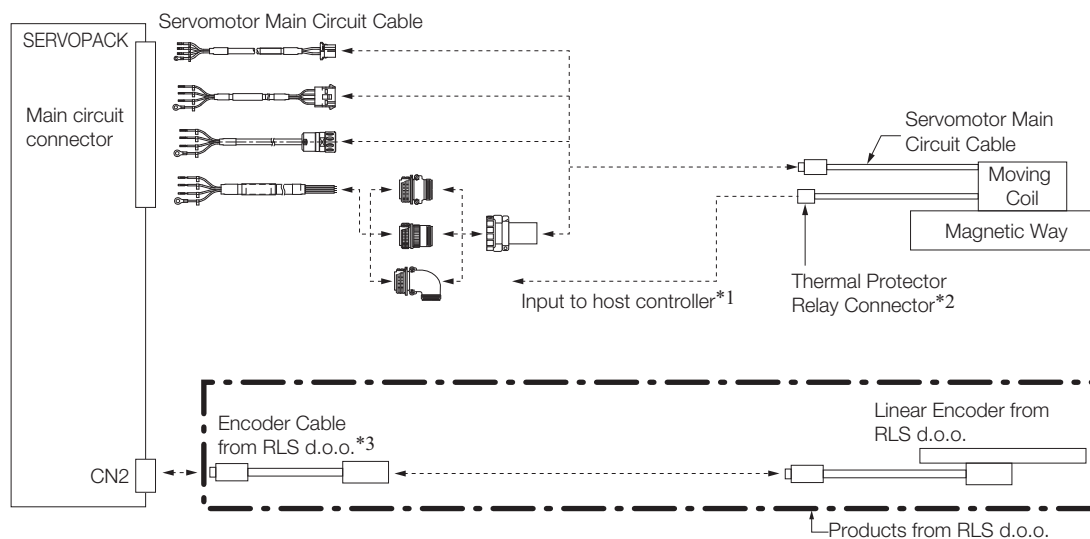 Servomotor Main Circuit Cable
SERVOPACK
Main circuit
connector
Servomotor Main
Circuit Cable
Moving
Coil
Magnetic Way
Thermal Protector
Relay Connector*2
Input to host controller*1
Encoder Cable
from RLS d.o.o.*3
Linear Encoder from
RLS d.o.o.
CN2
Products from RLS d.o.o.